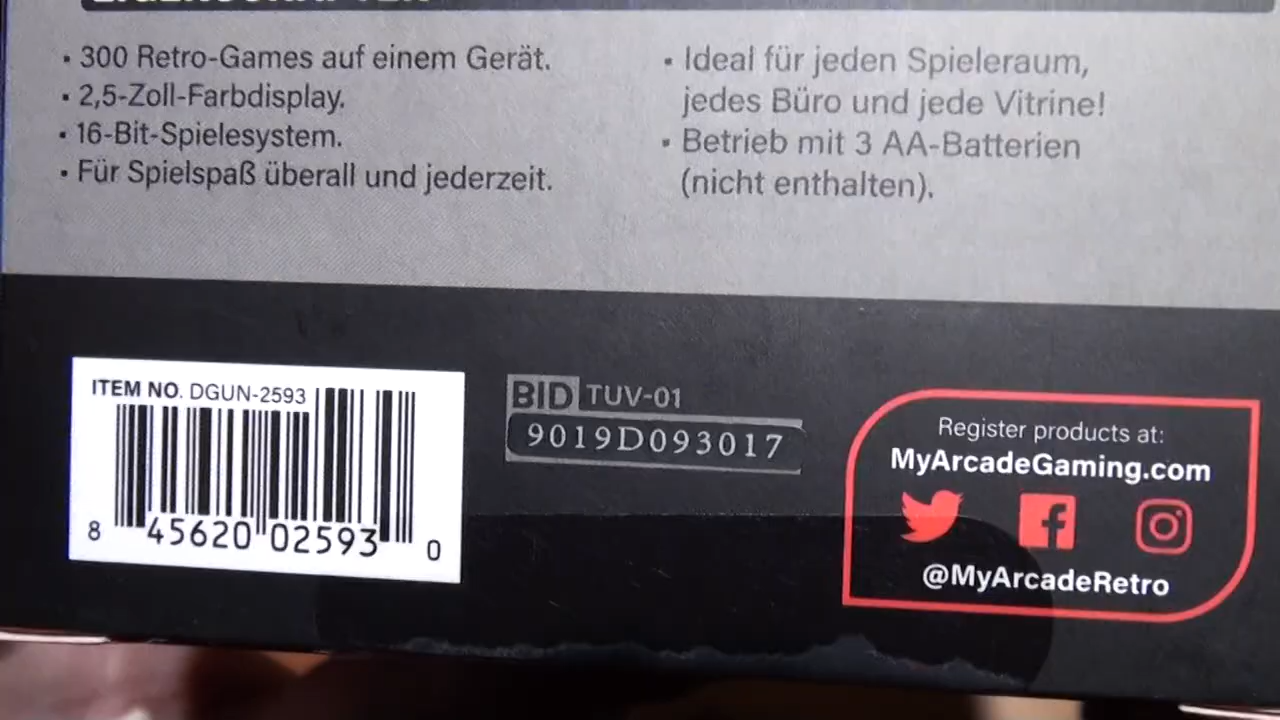 • 300 Retro-Games auf einem Gerät.
• 2,5-Zoll-Farbdisplay.
• 16-Bit-Spielesystem.
• Für Spielspaß überall und jederzeit.
• Ideal für jeden Spieleraum,
jedes Büro und jede Vitrine!
• Betrieb mit 3 AA-Batterien
(nicht enthalten).
ITEM NO. DGUN-2593
8 45620 02593 0
BID TUV-01
9019D093017
Register products at:
MyArcadeGaming.com
@MyArcadeRetro